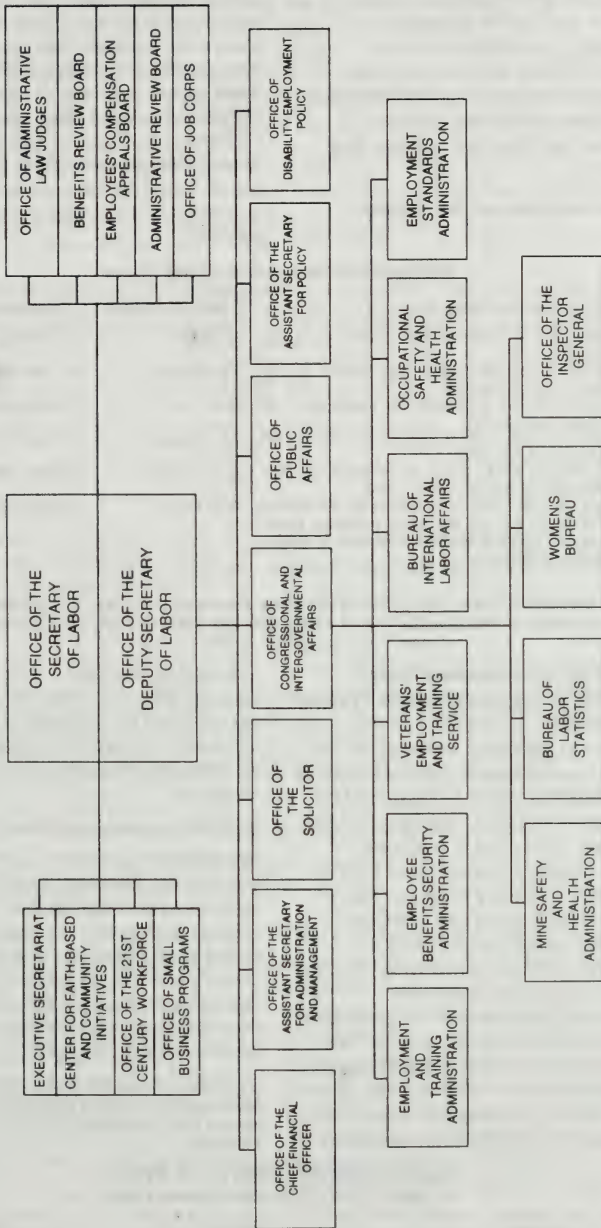 OFFICE OF THE
SECRETARY
OF LABOR
OFFICE OF THE
DEPUTY SECRETARY
OF LABOR
EXECUTIVE SECRETARIAT
CENTER FOR FAITH-BASED
AND COMMUNITY
INITIATIVES
OFFICE OF THE 21ST
CENTURY WORKFORCE
OFFICE OF SMALL
BUSINESS PROGRAMS
OFFICE OF ADMINISTRATIVE
LAW JUDGES
BENEFITS REVIEW BOARD
EMPLOYEES' COMPENSATION
APPEALS BOARD
ADMINISTRATIVE REVIEW BOARD
OFFICE OF JOB CORPS
OFFICE OF THE
CHIEF FINANCIAL
OFFICER
OFFICE OF THE
ASSISTANT SECRETARY
FOR ADMINISTRATION
AND MANAGEMENT
OFFICE OF
THE
SOLICITOR
OFFICE OF
CONGRESSIONAL AND
INTERGOVERNMENTAL
AFFAIRS
OFFICE OF
PUBLIC
AFFAIRS
OFFICE OF THE
ASSISTANT SECRETARY
FOR POLICY
OFFICE OF
DISABILITY EMPLOYMENT
POLICY
EMPLOYMENT
AND
TRAINING
ADMINISTRATION
EMPLOYEE
BENEFITS SECURITY
ADMINISTRATION
VETERANS'
EMPLOYMENT
AND TRAINING
SERVICE
BUREAU OF
INTERNATIONAL
LABOR AFFAIRS
OCCUPATIONAL
SAFETY AND
HEALTH
ADMINISTRATION
EMPLOYMENT
STANDARDS
ADMINISTRATION
MINE SAFETY
AND
HEALTH
ADMINISTRATION
BUREAU OF
LABOR
STATISTICS
WOMEN'S
BUREAU
OFFICE OF THE
INSPECTOR
GENERAL